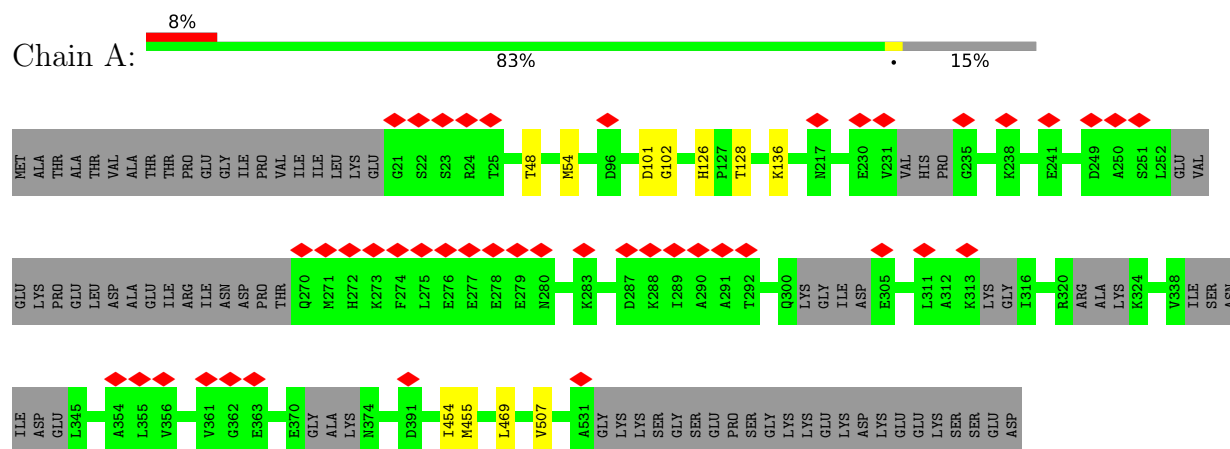 8%
Chain A:
83% • 15%
MET ALA THR ALA THR VAL ALA THR THR PRO GLU GLY ILE PRO VAL ILE ILE LEU LYS GLU G21 S22 S23 R24 T25 T48 M54 D96 D101 G102 H126 P127 T128 K136 N217 E230 V231 VAL HIS PRO G235 K238 E241 D249 A250 S251 L252 GLU VAL
GLU LYS PRO GLU LEU ASP ALA GLU ILE ARG ILE ASN ASP PRO THR Q270 M271 H272 K273 F274 L275 E276 E277 E278 E279 N280 K283 D287 K288 I289 A290 A291 T292 Q300 LYS GLY ILE ASP E305 L311 A312 K313 LYS GLY I316 R320 ARG ALA LYS K324 V338 ILE SER ASN
ILE ASP GLU L345 A354 L355 V356 V361 G362 E363 E370 GLY ALA LYS N374 D391 I454 M455 L469 V507 A531 GLY LYS LYS SER GLY SER GLU PRO SER GLY LYS LYS GLU LYS ASP LYS GLU GLU LYS SER SER GLU ASP